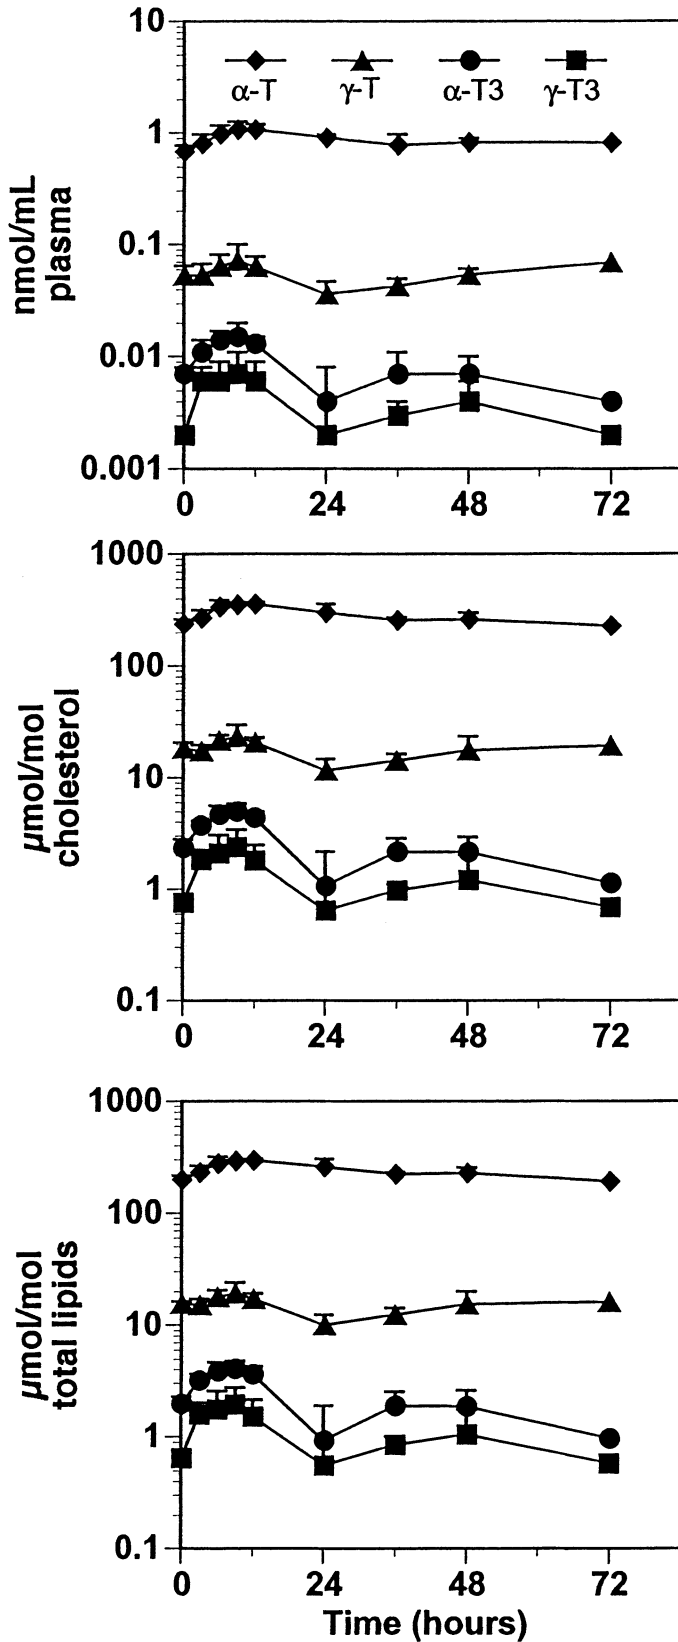 10
α-T γ-T α-T3 γ-T3
1
0.1
0.01
0.001
nmol/mL
plasma
0 24 48 72
1000
100
10
1
0.1
μmol/mol
cholesterol
0 24 48 72
1000
100
10
1
0.1
μmol/mol
total lipids
0 24 48 72
Time (hours)